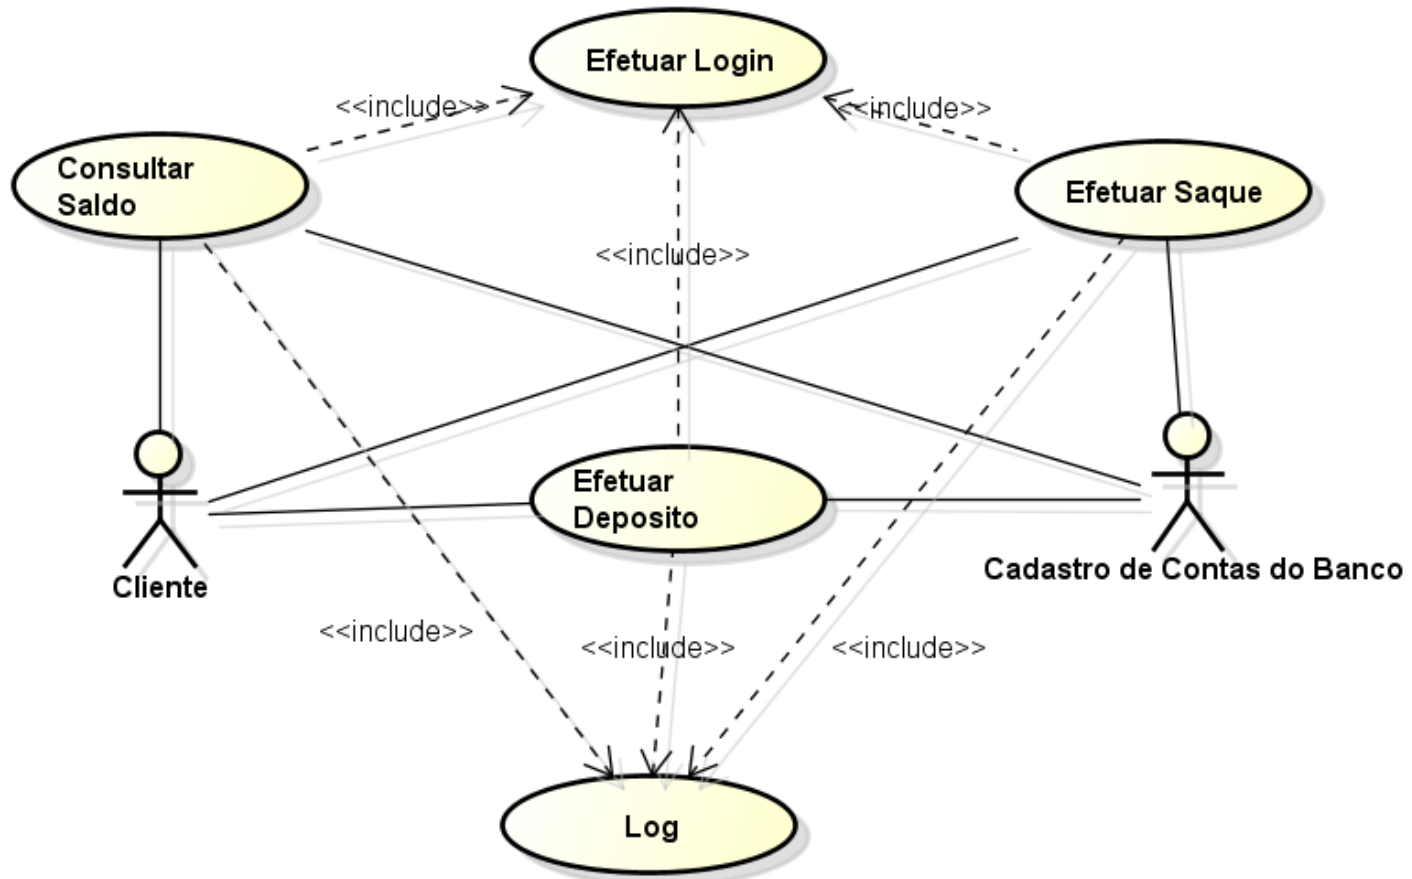 Efetuar Login
<<include>>
<<include>>
Consultar
Saldo
Efetuar Saque
<<include>>
Efetuar
Deposito
Cliente
Cadastro de Contas do Banco
<<include>>
<<include>>
<<include>>
Log